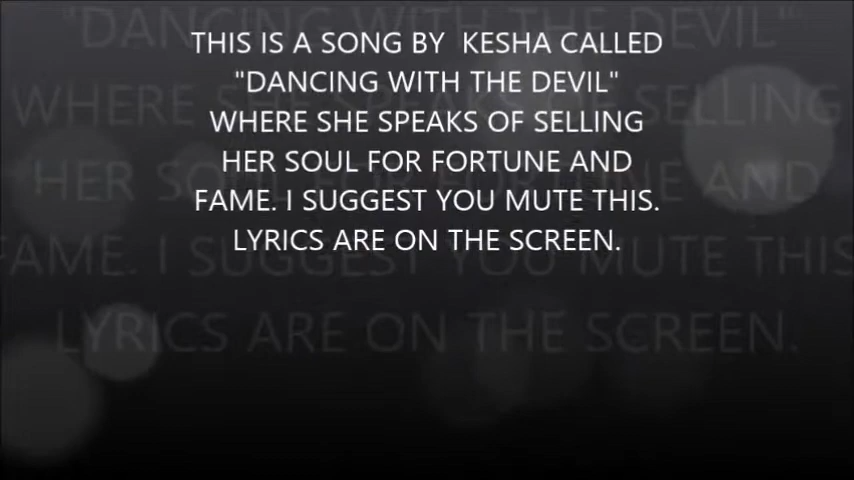 THIS IS A SONG BY KESHA CALLED
"DANCING WITH THE DEVIL"
WHERE SHE SPEAKS OF SELLING
HER SOUL FOR FORTUNE AND
FAME. I SUGGEST YOU MUTE THIS.
LYRICS ARE ON THE SCREEN.